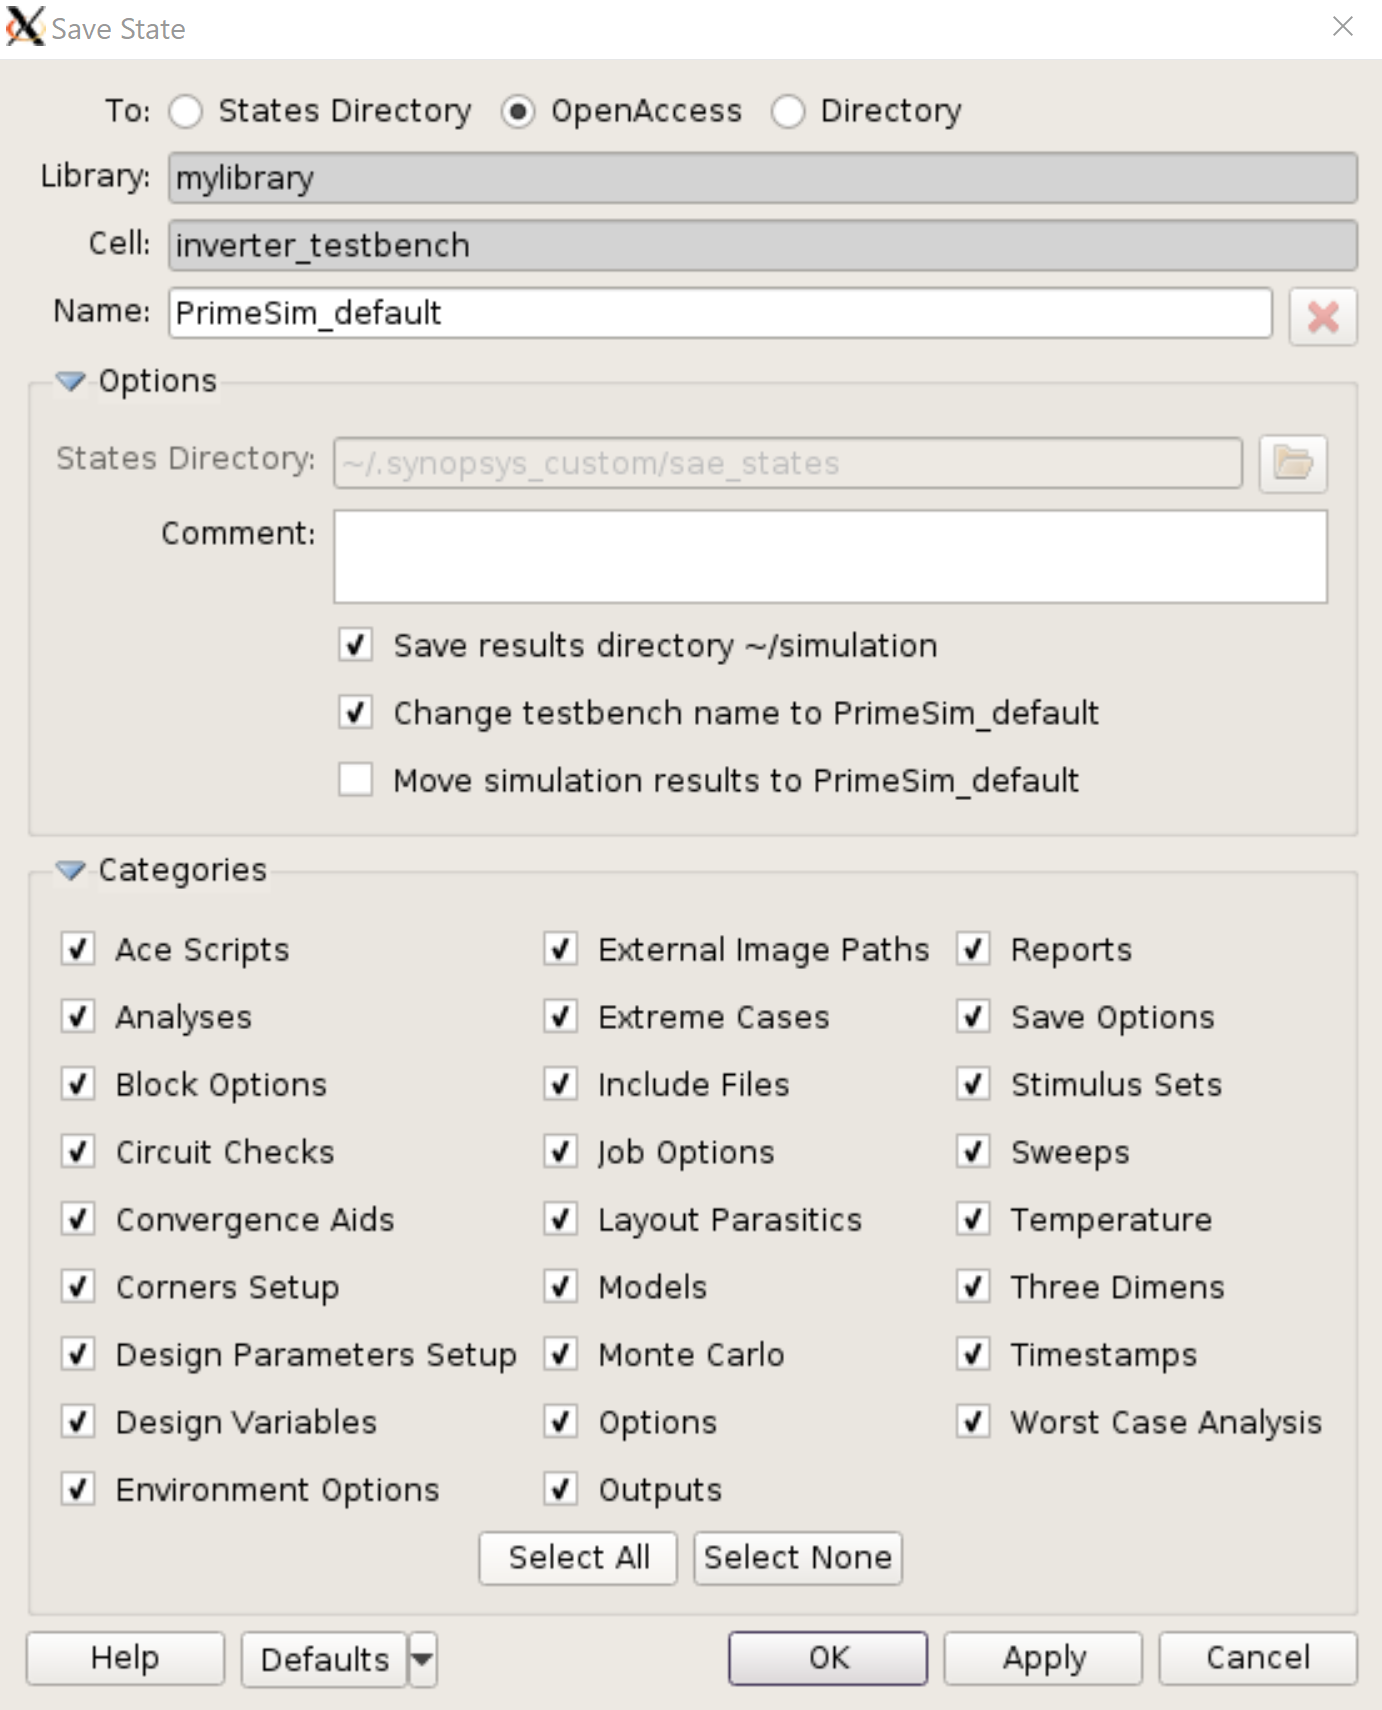 Save State
To: States Directory OpenAccess Directory
Library: mylibrary
Cell: inverter_testbench
Name: PrimeSim_default
Options
States Directory: ~/.synopsys_custom/sae_states
Comment:
Save results directory ~/simulation
Change testbench name to PrimeSim_default
Move simulation results to PrimeSim_default
Categories
Ace Scripts External Image Paths Reports
Analyses Extreme Cases Save Options
Block Options Include Files Stimulus Sets
Circuit Checks Job Options Sweeps
Convergence Aids Layout Parasitics Temperature
Corners Setup Models Three Dimens
Design Parameters Setup Monte Carlo Timestamps
Design Variables Options Worst Case Analysis
Environment Options Outputs
Select All Select None
Help Defaults OK Apply Cancel